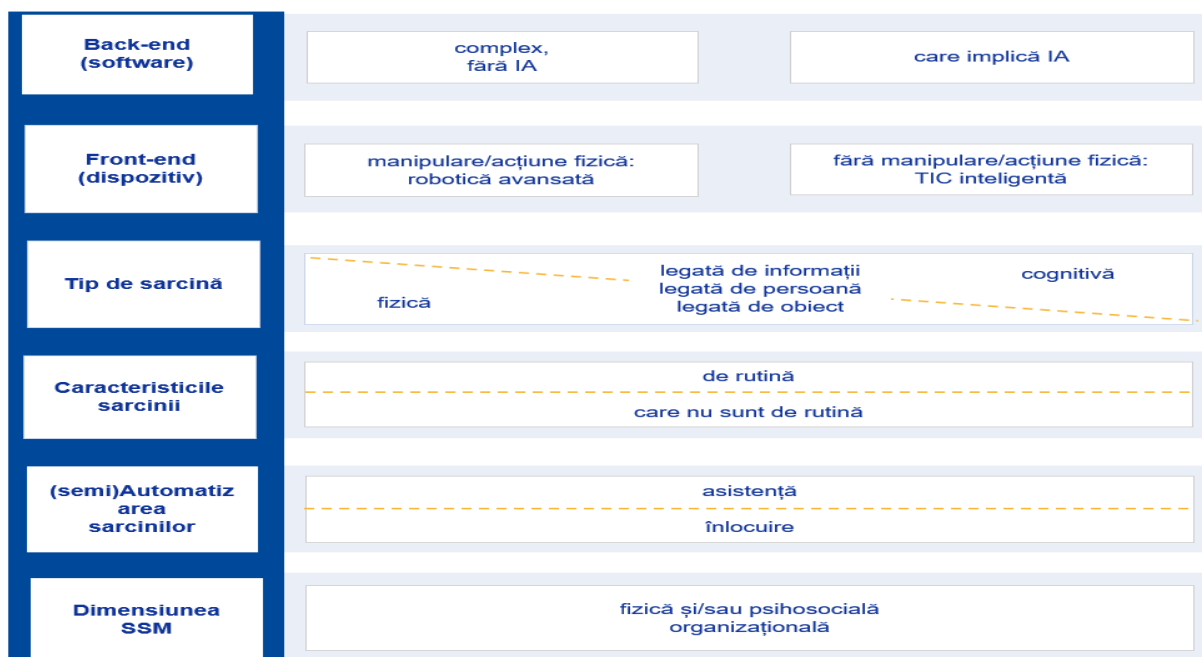 Back-end
(software)
complex,
fără IA
care implică IA
Front-end
(dispozitiv)
manipulare/acțiune fizică:
robotică avansată
fără manipulare/acțiune fizică:
TIC inteligentă
Tip de sarcină
fizică
legată de informații
legată de persoană
legată de obiect
cognitivă
Caracteristicile
sarcinii
de rutină
care nu sunt de rutină
(semi)Automatiz
area
sarcinilor
asistență
înlocuire
Dimensiunea
SSM
fizică și/sau psihosocială
organizațională